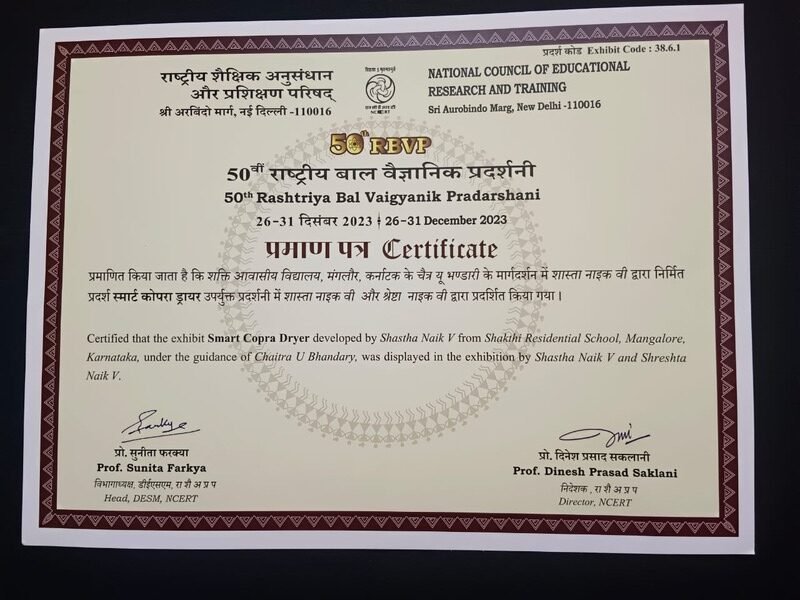 प्रदर्श कोड Exhibit Code : 38.6.1
राष्ट्रीय शैक्षिक अनुसंधान
और प्रशिक्षण परिषद्
श्री अरबिंदो मार्ग, नई दिल्ली -110016
NCERT
NATIONAL COUNCIL OF EDUCATIONAL
RESEARCH AND TRAINING
Sri Aurobindo Marg, New Delhi -110016
50th RBVP
50वीं राष्ट्रीय बाल वैज्ञानिक प्रदर्शनी
50th Rashtriya Bal Vaigyanik Pradarshani
26-31 दिसंबर 2023 | 26-31 December 2023
प्रमाण पत्र Certificate
प्रमाणित किया जाता है कि शक्ति आवासीय विद्यालय, मंगलौर, कर्नाटक के चैत्र यू भण्डारी के मार्गदर्शन में शास्ता नाइक वी द्वारा निर्मित
प्रदर्श स्मार्ट कोपरा ड्रायर उपर्युक्त प्रदर्शनी में शास्ता नाइक वी और श्रेष्टा नाइक वी द्वारा प्रदर्शित किया गया।
Certified that the exhibit Smart Copra Dryer developed by Shastha Naik V from Shakthi Residential School, Mangalore,
Karnataka, under the guidance of Chaitra U Bhandary, was displayed in the exhibition by Shastha Naik V and Shreshta
Naik V.
Farkya
प्रो. सुनीता फरक्या
Prof. Sunita Farkya
विभागाध्यक्ष, डीईएसएम, रा शै अ प्र प
Head, DESM, NCERT
प्रो. दिनेश प्रसाद सकलानी
Prof. Dinesh Prasad Saklani
निदेशक , रा शै अ प्र प
Director, NCERT